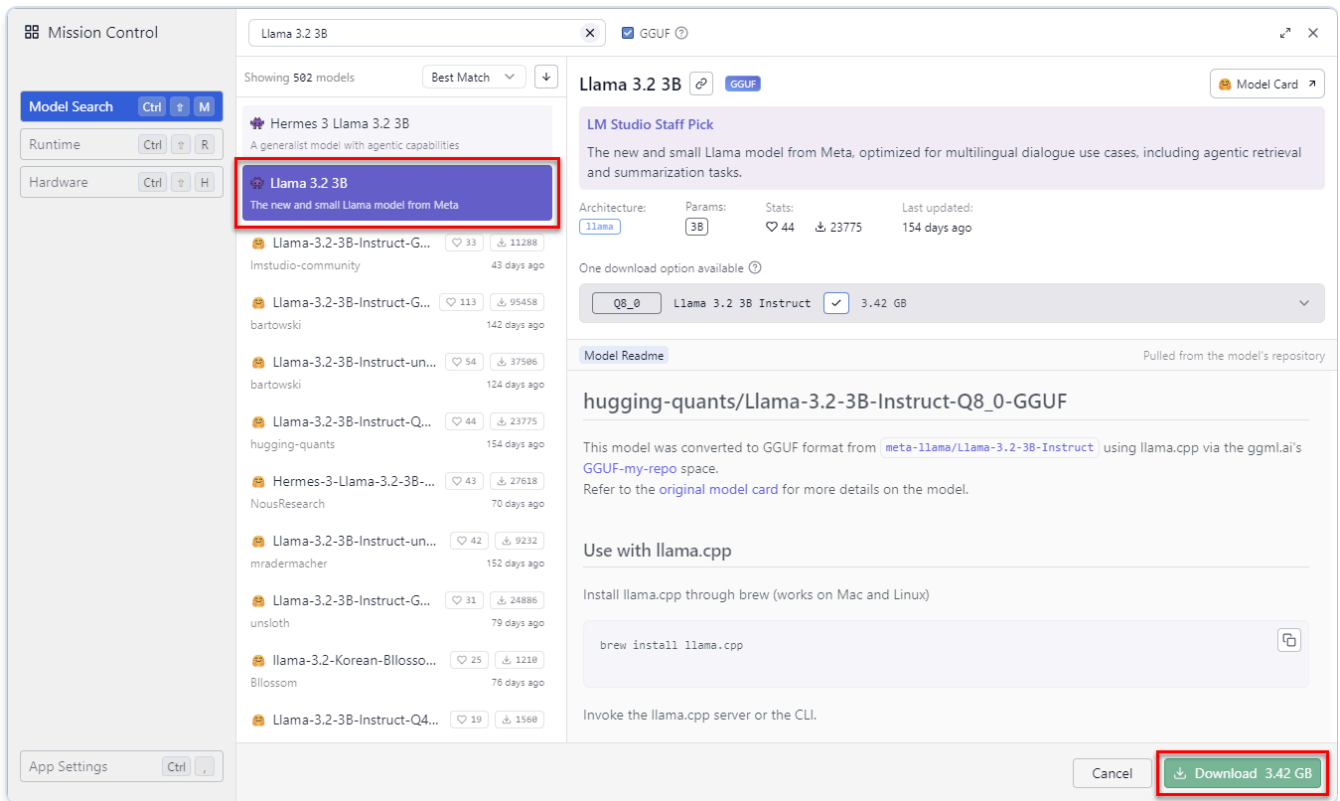 Mission Control
Model Search Ctrl ⇧ M
Runtime Ctrl ⇧ R
Hardware Ctrl ⇧ H
App Settings Ctrl ,
Llama 3.2 3B
GGUF
Showing 502 models Best Match
Hermes 3 Llama 3.2 3B
A generalist model with agentic capabilities
Llama 3.2 3B
The new and small Llama model from Meta
Llama-3.2-3B-Instruct-G... 33 11288
lmstudio-community 43 days ago
Llama-3.2-3B-Instruct-G... 113 95458
bartowski 142 days ago
Llama-3.2-3B-Instruct-un... 54 37506
bartowski 124 days ago
Llama-3.2-3B-Instruct-Q... 44 23775
hugging-quants 154 days ago
Hermes-3-Llama-3.2-3B-... 43 27618
NousResearch 70 days ago
Llama-3.2-3B-Instruct-un... 42 9232
mradermacher 152 days ago
Llama-3.2-3B-Instruct-G... 31 24886
unsloth 79 days ago
llama-3.2-Korean-Bllosso... 25 1210
Bllossom 76 days ago
Llama-3.2-3B-Instruct-Q4... 19 1560
Llama 3.2 3B GGUF Model Card
LM Studio Staff Pick
The new and small Llama model from Meta, optimized for multilingual dialogue use cases, including agentic retrieval
and summarization tasks.
Architecture: Params: Stats: Last updated:
llama 3B 44 23775 154 days ago
One download option available
Q8_0 Llama 3.2 3B Instruct 3.42 GB
Model Readme Pulled from the model's repository
hugging-quants/Llama-3.2-3B-Instruct-Q8_0-GGUF
This model was converted to GGUF format from meta-llama/Llama-3.2-3B-Instruct using llama.cpp via the ggml.ai's
GGUF-my-repo space.
Refer to the original model card for more details on the model.
Use with llama.cpp
Install llama.cpp through brew (works on Mac and Linux)
brew install llama.cpp
Invoke the llama.cpp server or the CLI.
Cancel Download 3.42 GB